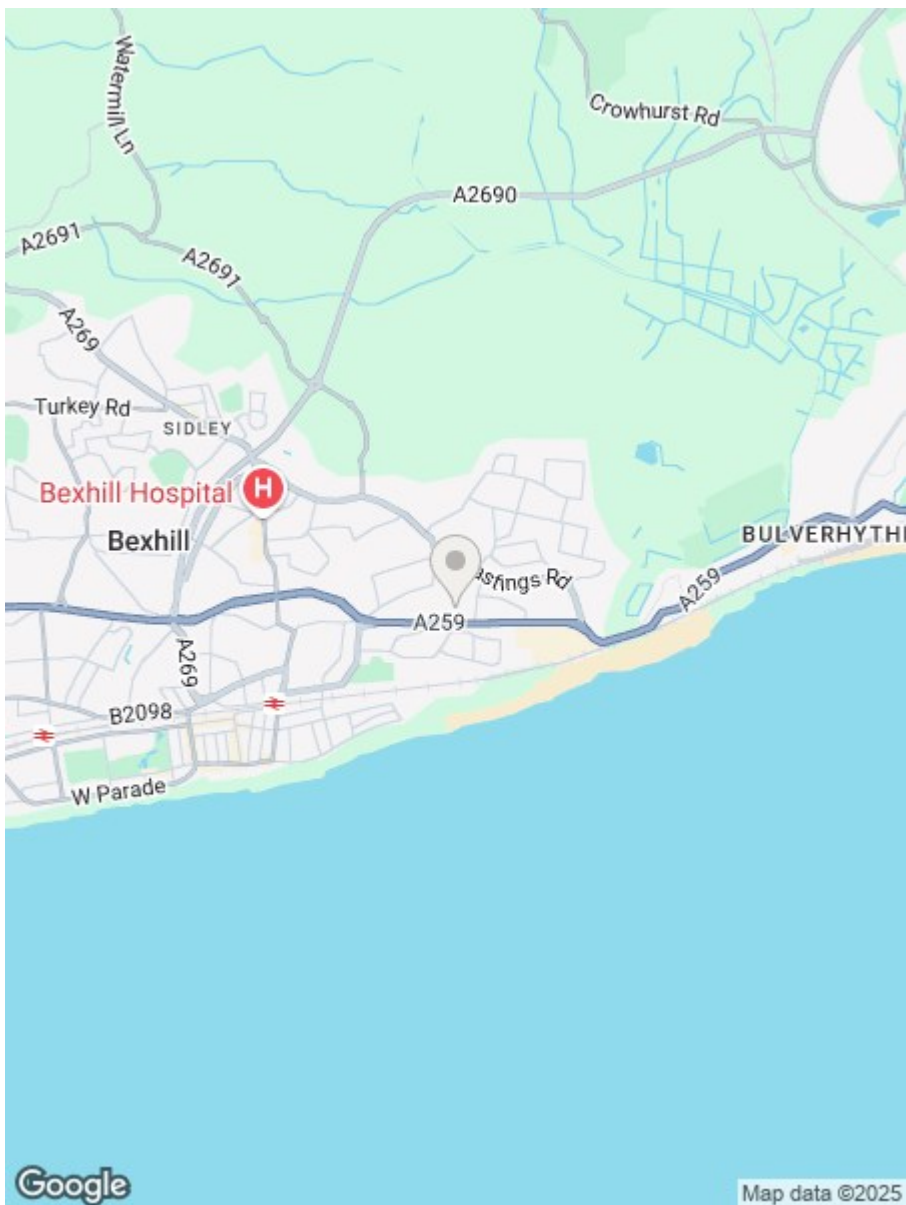 Watermill Ln
Crowhurst Rd
A2690
A2691
A2691
A269
Turkey Rd
SIDLEY
Bexhill Hospital
H
Bexhill
BULVERHYTHE
astings Rd
A259
A259
A269
B2098
W Parade
Google
Map data ©2025